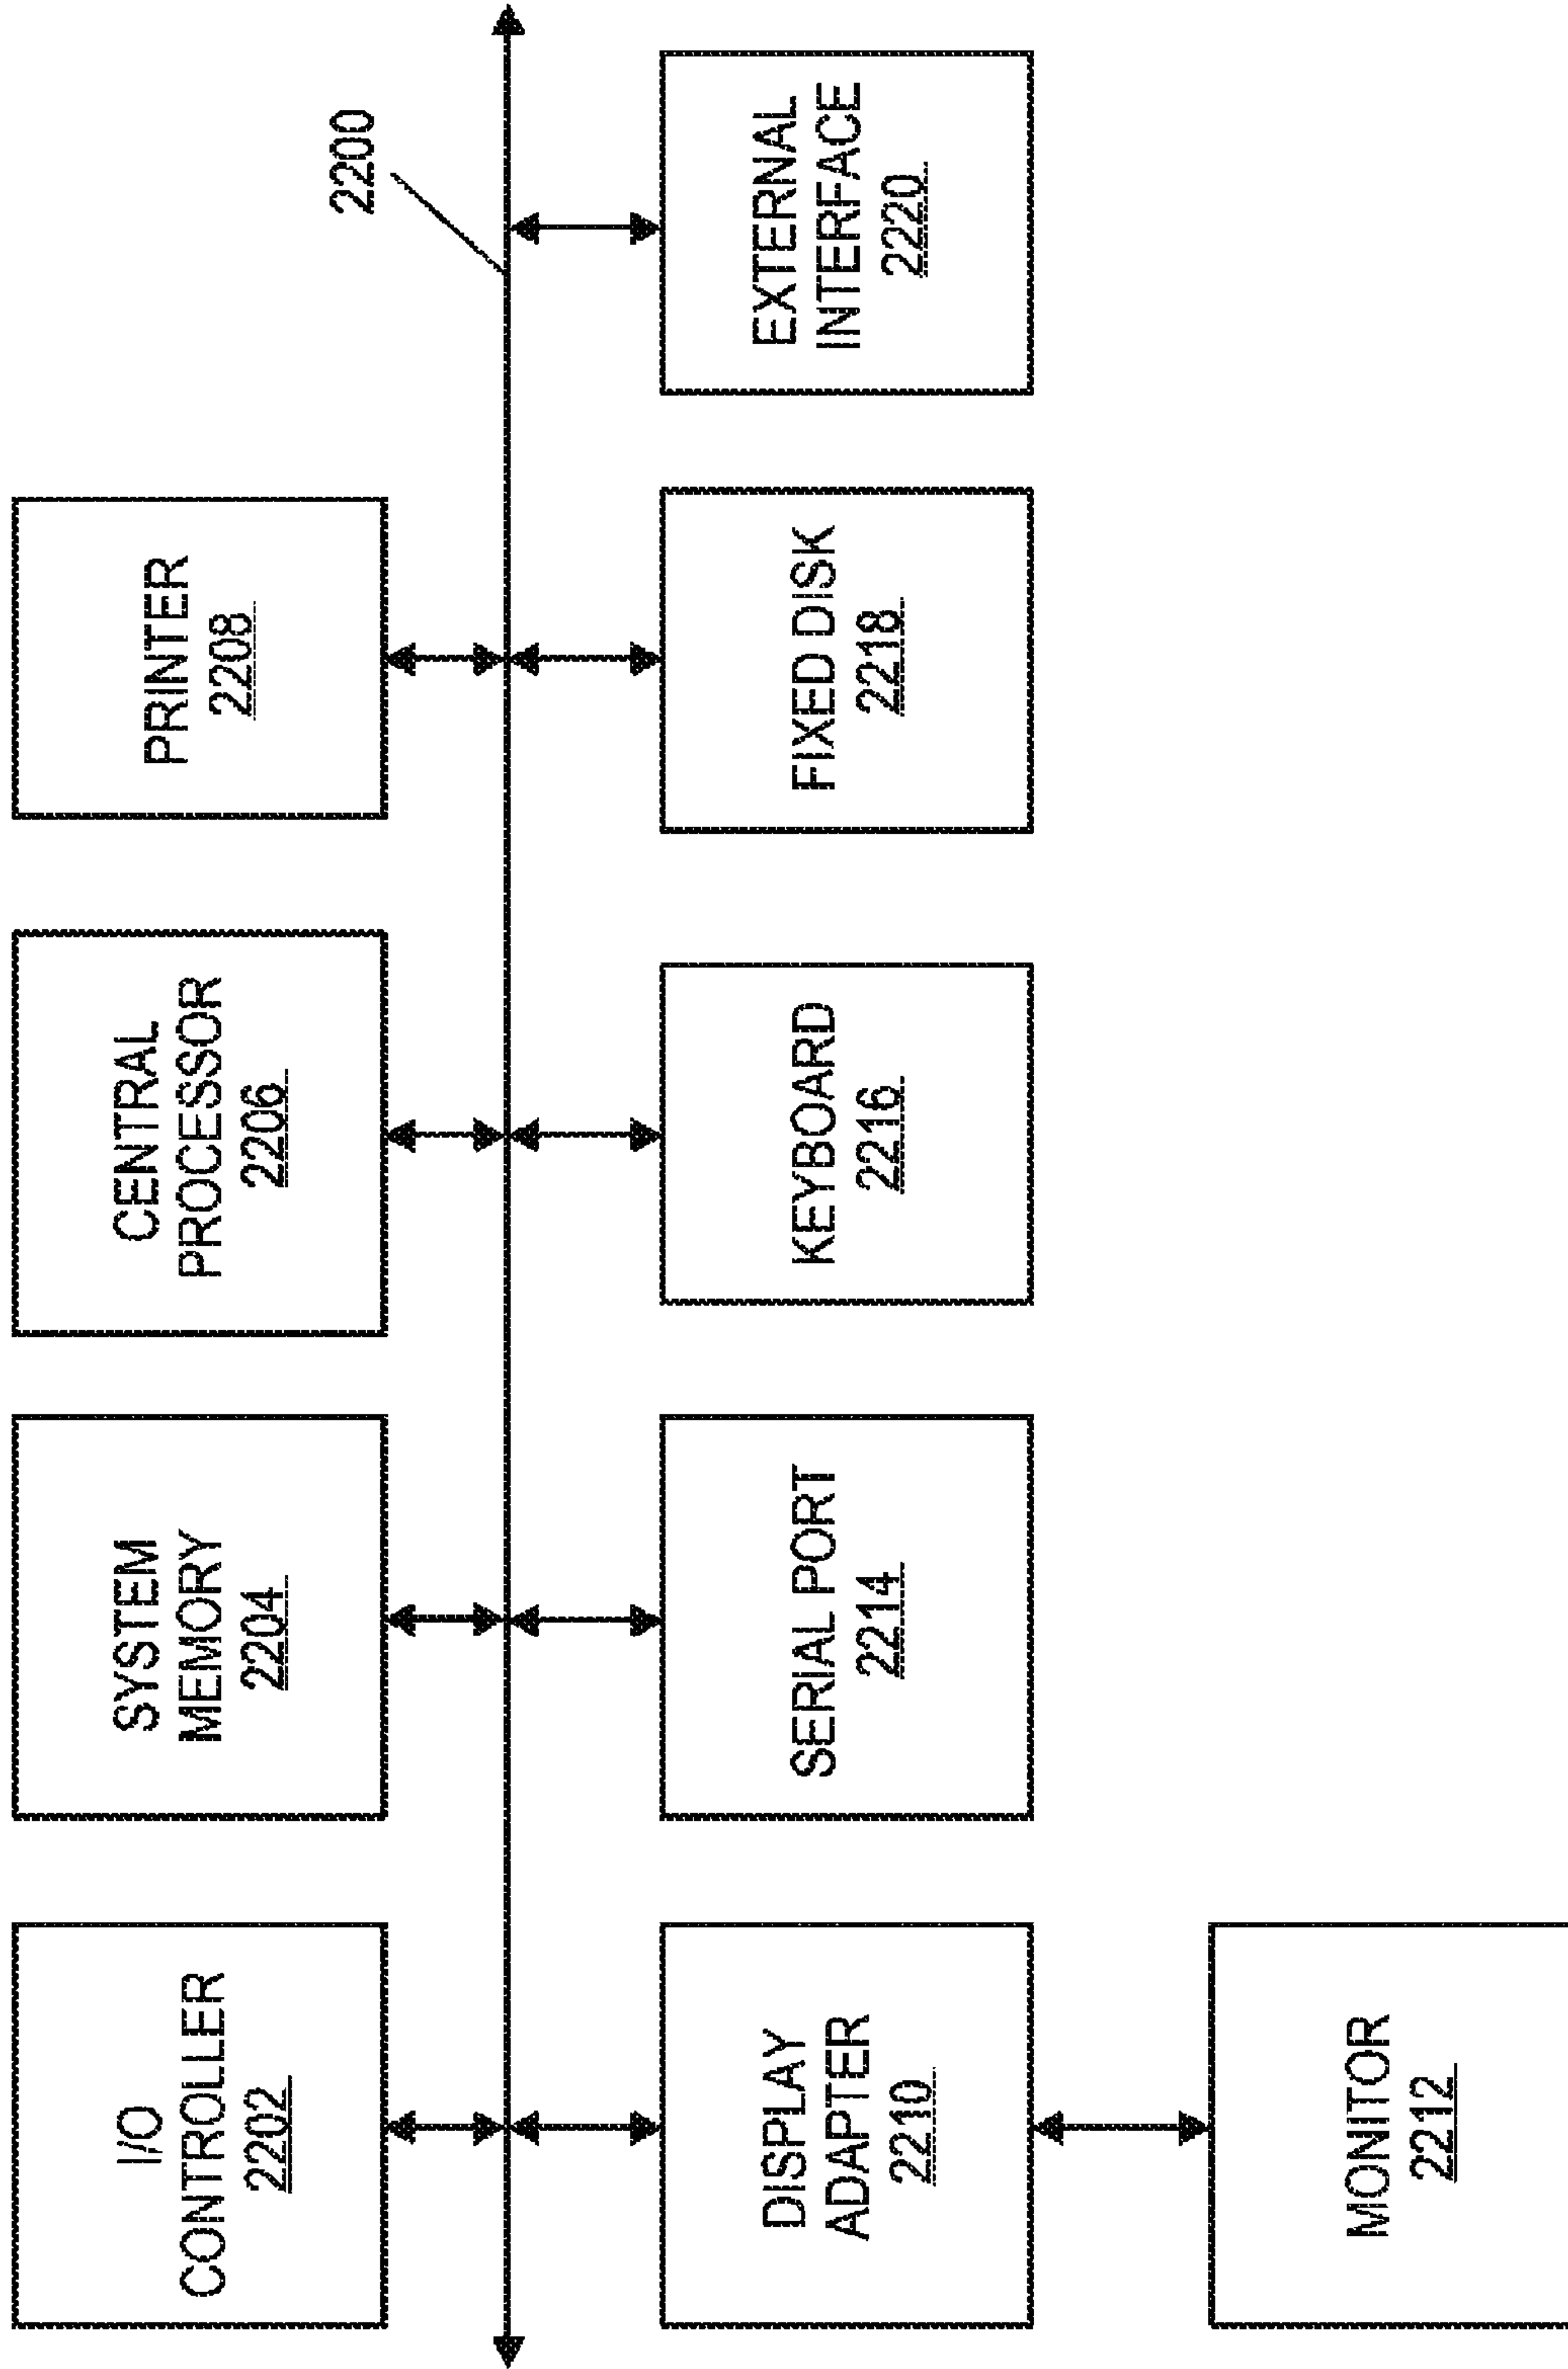 I/O
CONTROLLER
2202
SYSTEM
MEMORY
2204
CENTRAL
PROCESSOR
2206
PRINTER
2208
2200
DISPLAY
ADAPTER
2210
SERIAL PORT
2214
KEYBOARD
2216
FIXED DISK
2218
EXTERNAL
INTERFACE
2220
MONITOR
2212